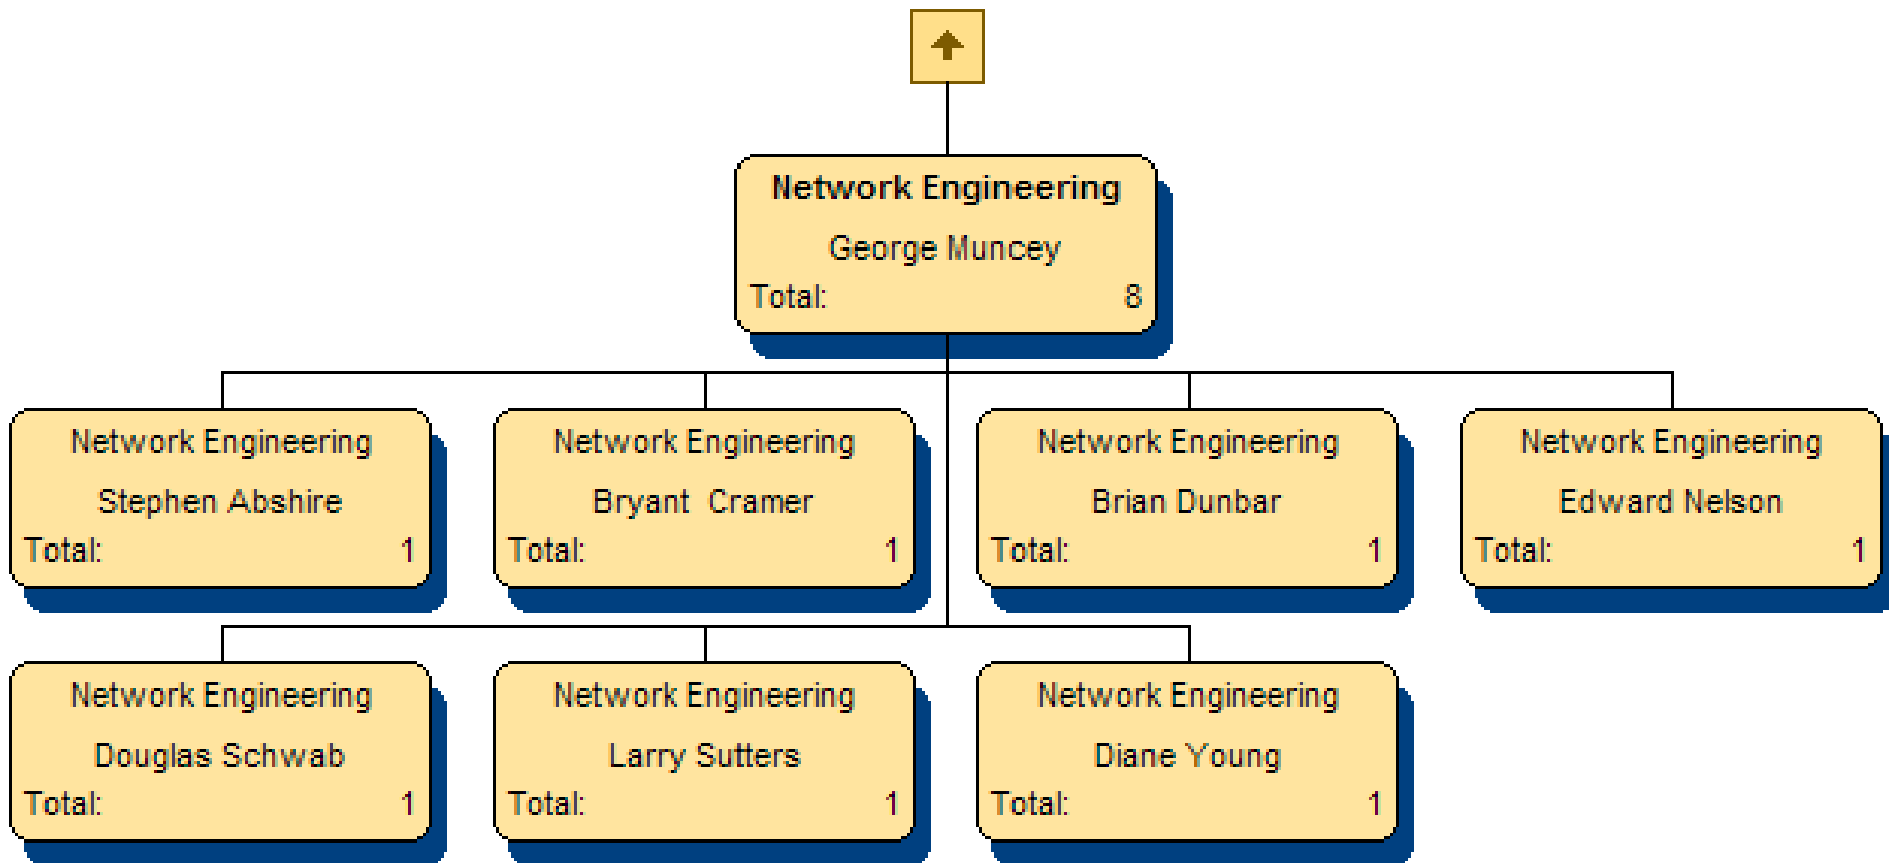 Network Engineering
George Muncey
Total: 8
Network Engineering
Stephen Abshire
Total: 1
Network Engineering
Bryant  Cramer
Total: 1
Network Engineering
Brian Dunbar
Total: 1
Network Engineering
Edward Nelson
Total: 1
Network Engineering
Douglas Schwab
Total: 1
Network Engineering
Larry Sutters
Total: 1
Network Engineering
Diane Young
Total: 1